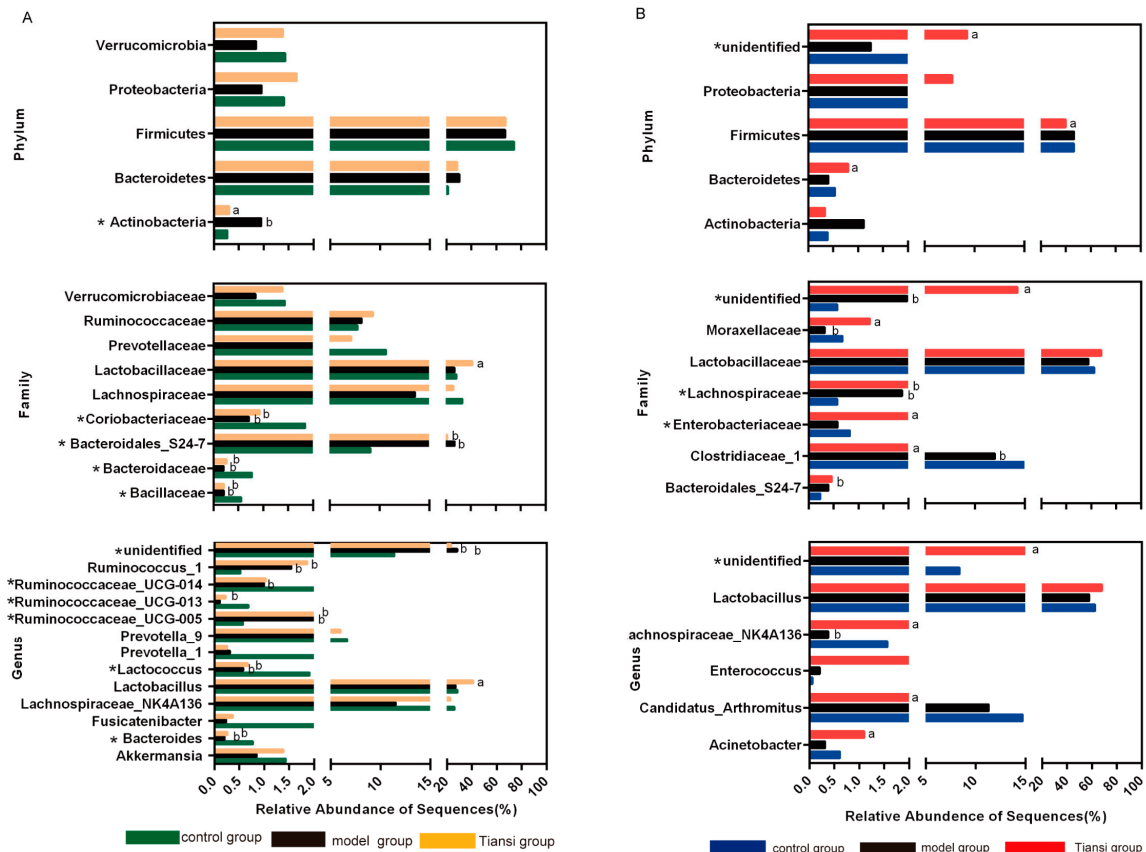 A
Phylum
Verrucomicrobia
Proteobacteria
Firmicutes
Bacteroidetes
* Actinobacteria
a
b
Family
Verrucomicrobiaceae
Ruminococcaceae
Prevotellaceae
Lactobacillaceae
a
Lachnospiraceae
*Coriobacteriaceae
b
b
* Bacteroidales_S24-7
b
b
* Bacteroidaceae
b
b
* Bacillaceae
b
b
Genus
*unidentified
b b
Ruminococcus_1
b
b
*Ruminococcaceae_UCG-014
b
*Ruminococcaceae_UCG-013
b
*Ruminococcaceae_UCG-005
b
b
Prevotella_9
Prevotella_1
*Lactococcus
b b
Lactobacillus
a
Lachnospiraceae_NK4A136
Fusicatenibacter
* Bacteroides
b b
Akkermansia
0.0 0.5 1.0 1.5 2.0 5 10 15 20 40 60 80 100
Relative Abundance of Sequences(%)
control group model group Tiansi group
B
Phylum
*unidentified
a
Proteobacteria
Firmicutes
a
Bacteroidetes
a
Actinobacteria
Family
*unidentified
a
b
Moraxellaceae
a
b
Lactobacillaceae
*Lachnospiraceae
b
b
*Enterobacteriaceae
a
Clostridiaceae_1
a
b
Bacteroidales_S24-7
b
Genus
*unidentified
a
Lactobacillus
achnospiraceae_NK4A136
a
b
Enterococcus
Candidatus_Arthromitus
a
Acinetobacter
a
0.0 0.5 1.0 1.5 2.0 5 10 15 20 40 60 80 100
Relative Abundence of Sequences(%)
control group model group Tiansi group